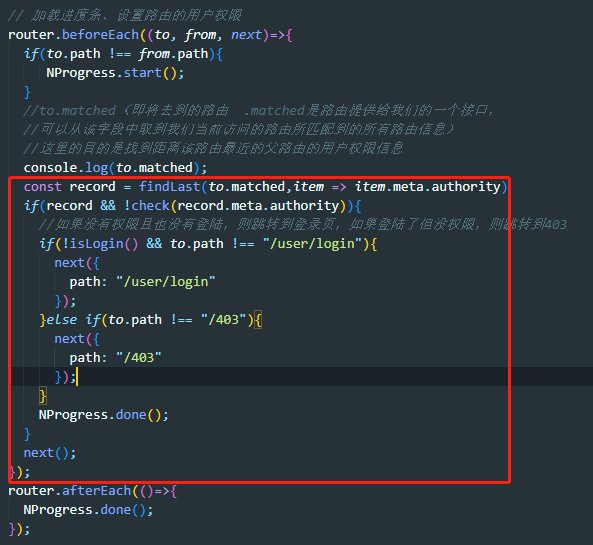 // 加载进度条、设置路由的用户权限
router.beforeEach((to, from, next)=>{
  if(to.path !== from.path){
     NProgress.start();
  }
  //to.matched（即将去到的路由  .matched是路由提供给我们的一个接口，
  //可以从该字段中取到我们当前访问的路由所匹配到的所有路由信息）
  //这里的目的是找到距离该路由最近的父路由的用户权限信息
  console.log(to.matched);
  const record = findLast(to.matched,item => item.meta.authority)
  if(record && !check(record.meta.authority)){
    //如果没有权限且也没有登陆，则跳转到登录页，如果登陆了但没权限，则跳转到403
    if(!isLogin() && to.path !== "/user/login"){
      next({
        path: "/user/login"
      });
    }else if(to.path !== "/403"){
      next({
        path: "/403"
      });
    }
    NProgress.done();
  }
  next();
});
router.afterEach(()=>{
  NProgress.done();
});